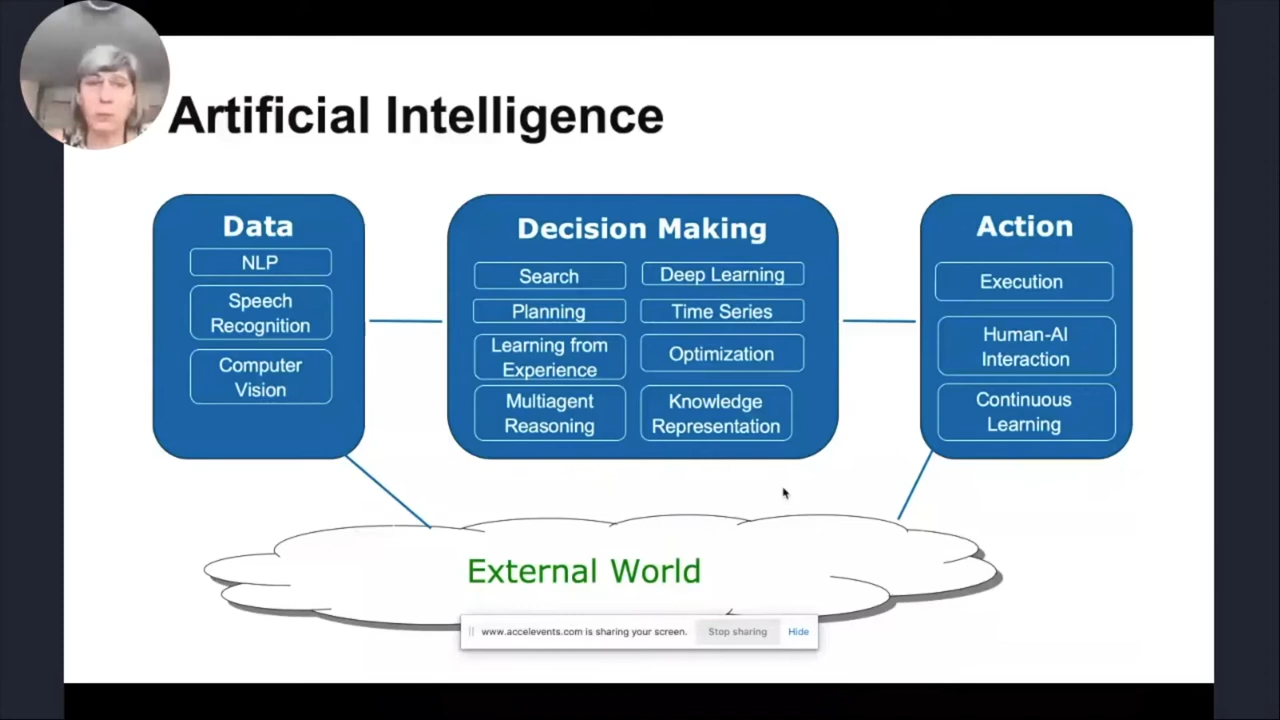 Artificial Intelligence
Data
NLP
Speech
Recognition
Computer
Vision
Decision Making
Search
Deep Learning
Planning
Time Series
Learning from
Experience
Optimization
Multiagent
Reasoning
Knowledge
Representation
Action
Execution
Human-AI
Interaction
Continuous
Learning
External World
www.accelevents.com is sharing your screen.
Stop sharing
Hide